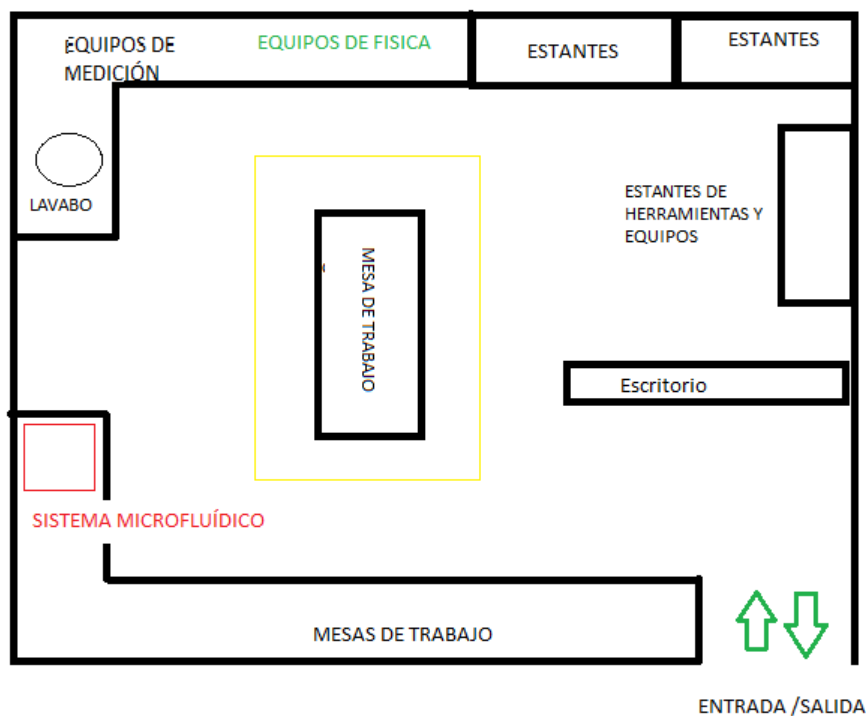 EQUIPOS DE
MEDICIÓN
EQUIPOS DE FISICA
ESTANTES
ESTANTES
LAVABO
ESTANTES DE
HERRAMIENTAS Y
EQUIPOS
MESA DE TRABAJO
Escritorio
SISTEMA MICROFLUÍDICO
MESAS DE TRABAJO
ENTRADA /SALIDA